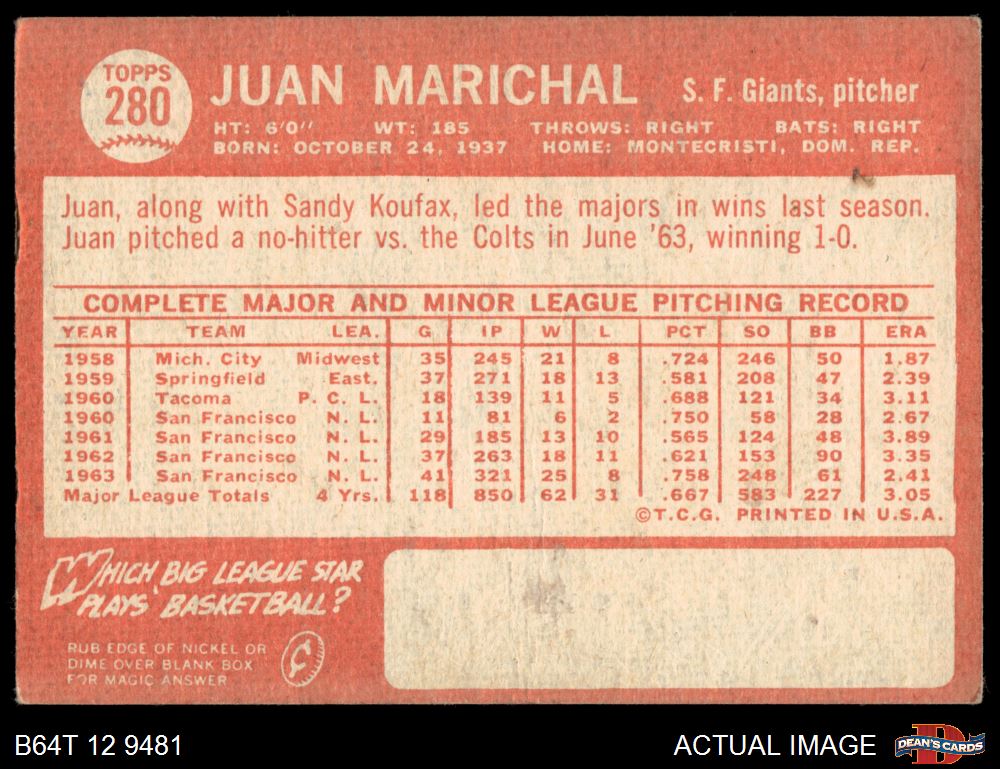 TOPPS
280
JUAN MARICHAL
S. F. Giants, pitcher
HT: 6'0" WT: 185 THROWS: RIGHT BATS: RIGHT
BORN: OCTOBER 24, 1937 HOME: MONTECRISTI, DOM. REP.
Juan, along with Sandy Koufax, led the majors in wins last season.
Juan pitched a no-hitter vs. the Colts in June '63, winning 1-0.
COMPLETE MAJOR AND MINOR LEAGUE PITCHING RECORD
YEAR TEAM LEA. G IP W L PCT SO BB ERA
1958 Mich. City Midwest 35 245 21 8 .724 246 50 1.87
1959 Springfield East. 37 271 18 13 .581 208 47 2.39
1960 Tacoma P. C. L. 18 139 11 5 .688 121 34 3.11
1960 San Francisco N. L. 11 81 6 2 .750 58 28 2.67
1961 San Francisco N. L. 29 185 13 10 .565 124 48 3.89
1962 San Francisco N. L. 37 263 18 11 .621 153 90 3.35
1963 San Francisco N. L. 41 321 25 8 .758 248 61 2.41
Major League Totals 4 Yrs. 118 850 62 31 .667 583 227 3.05
©T.C.G. PRINTED IN U.S.A.
WHICH BIG LEAGUE STAR
PLAYS BASKETBALL?
RUB EDGE OF NICKEL OR
DIME OVER BLANK BOX
FOR MAGIC ANSWER
¢
B64T 12 9481
ACTUAL IMAGE
DEAN'S CARDS